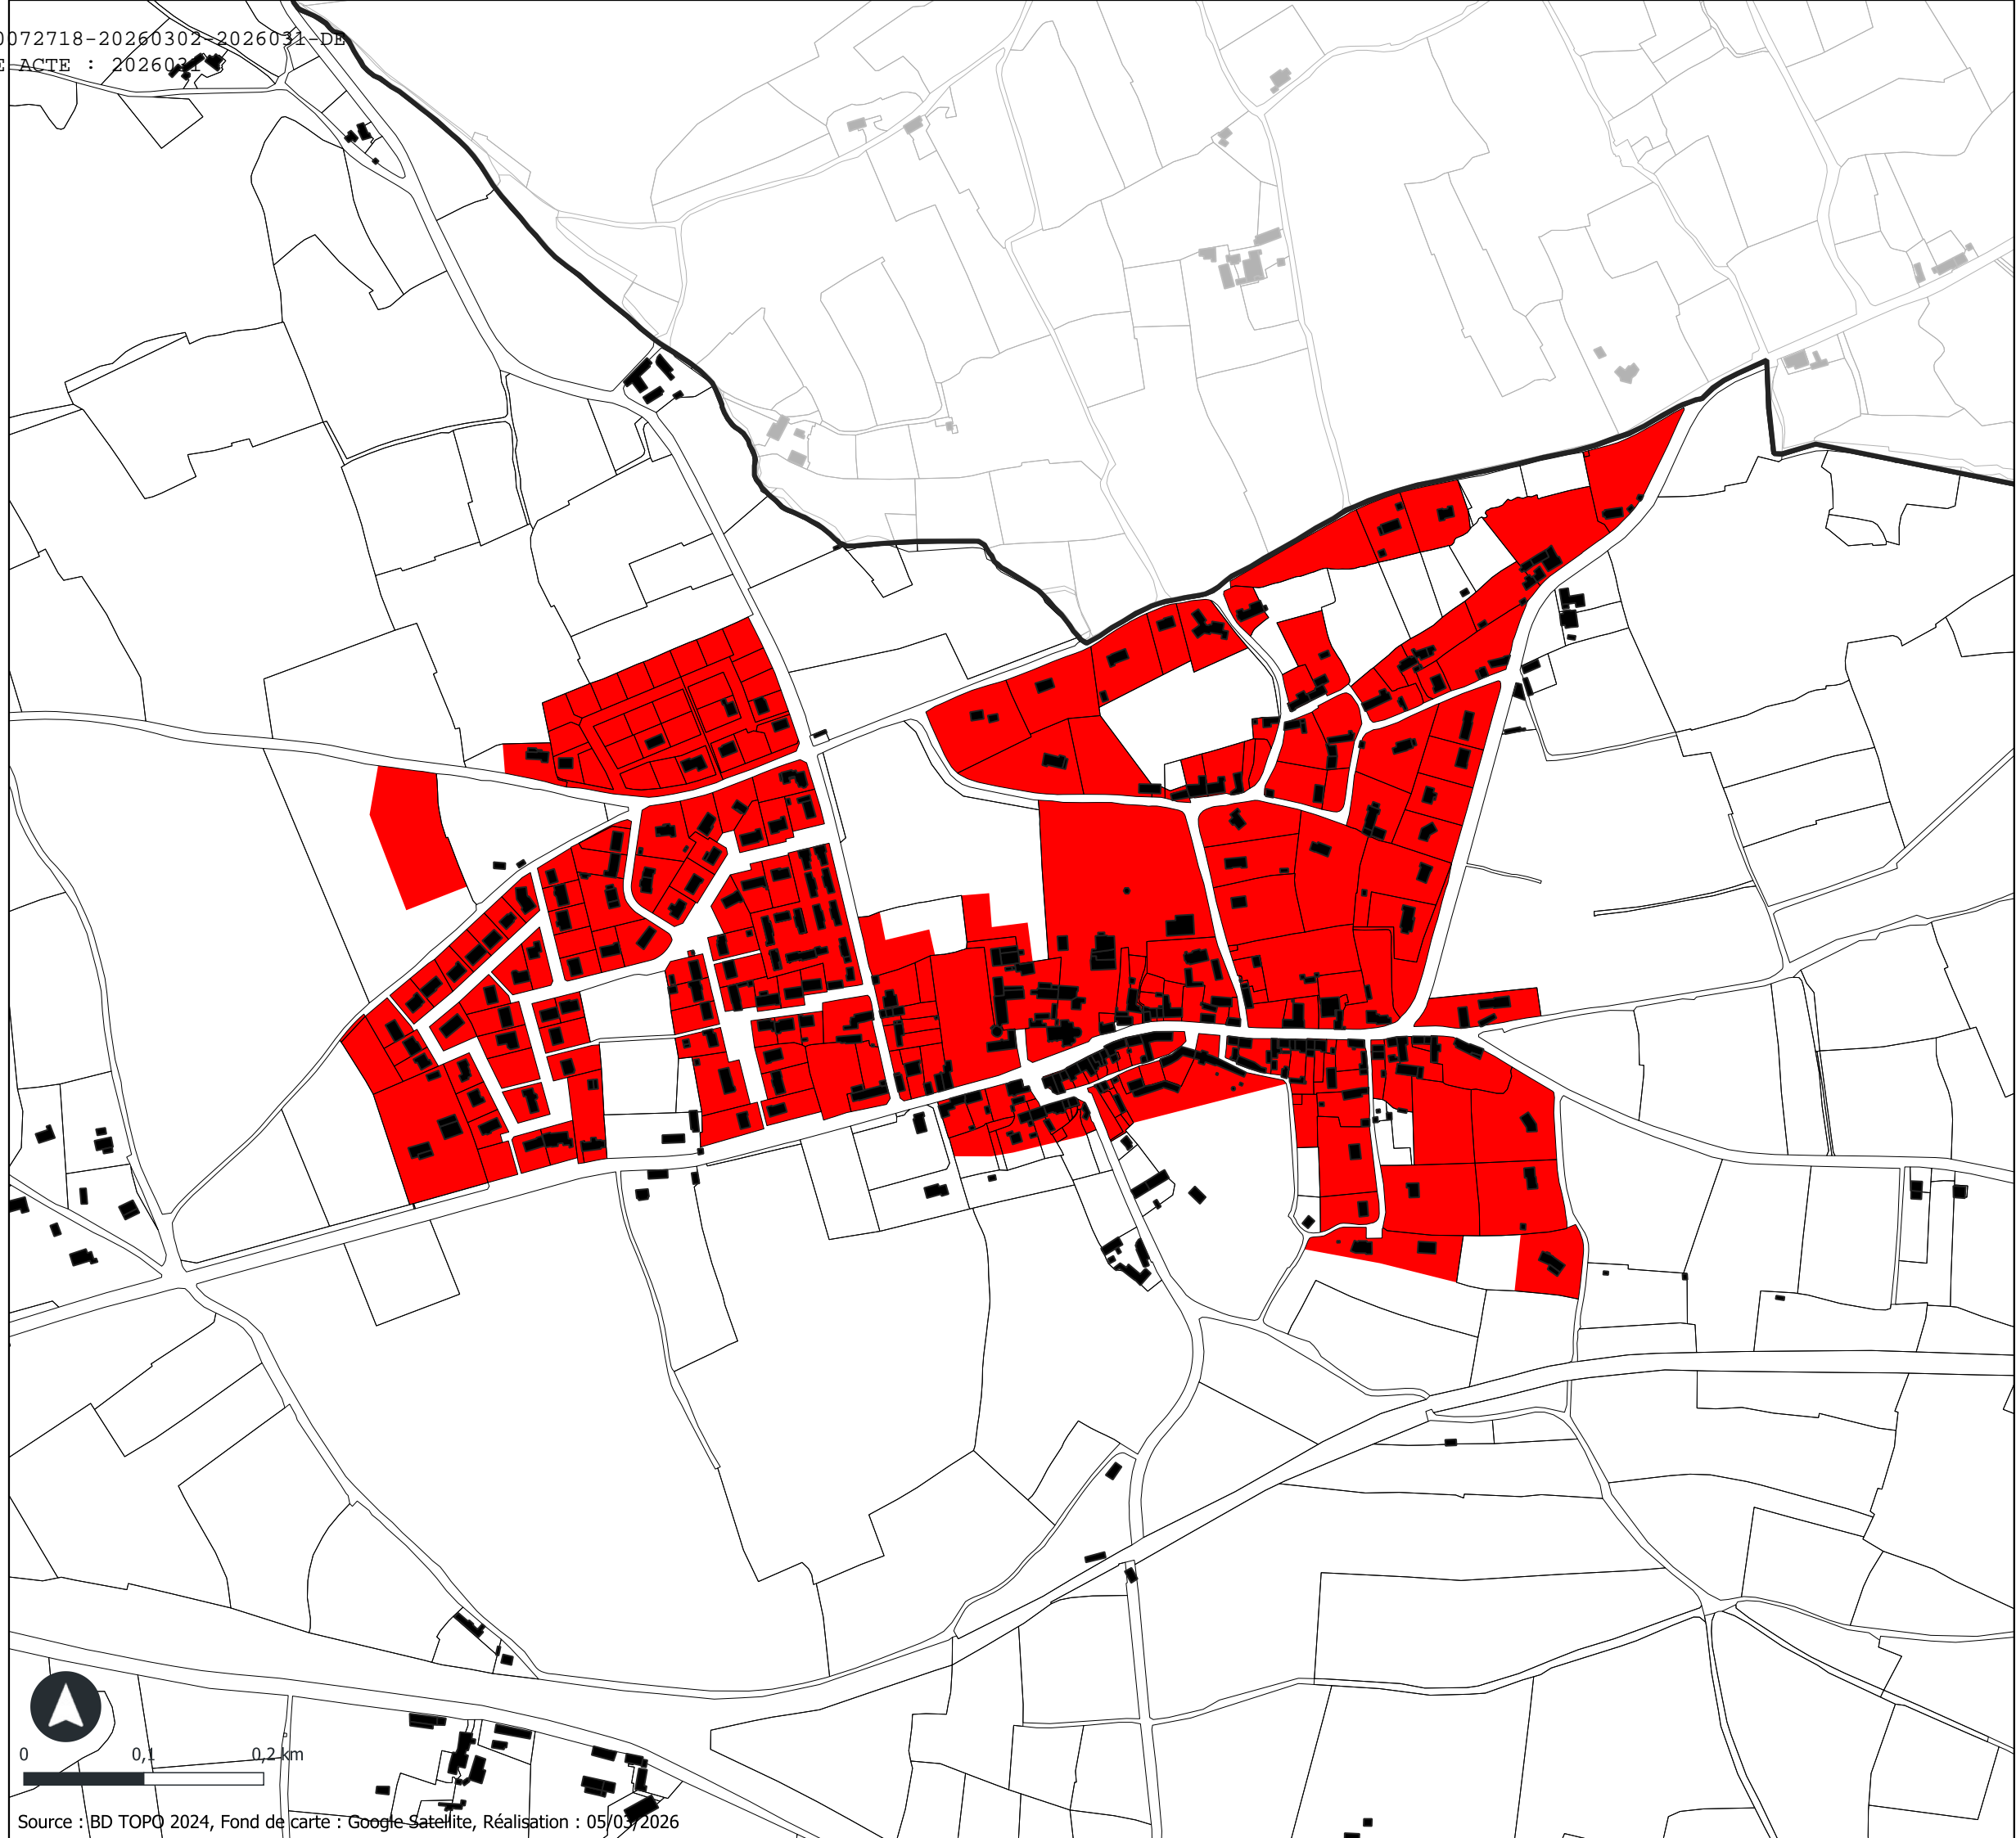 0072718-20260302-2026031-DE
E ACTE : 2026031
0 0,1 0,2 km
Source : BD TOPO 2024, Fond de carte : Google Satellite, Réalisation : 05/03/2026